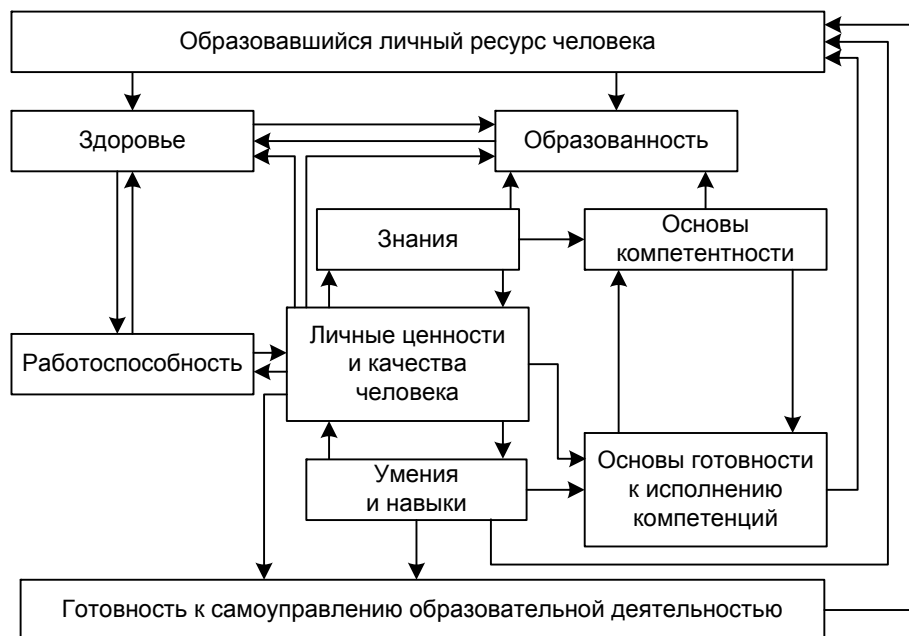 Образовавшийся личный ресурс человека
Здоровье
Образованность
Знания
Основы
компетентности
Работоспособность
Личные ценности
и качества
человека
Умения
и навыки
Основы готовности
к исполнению
компетенций
Готовность к самоуправлению образовательной деятельностью